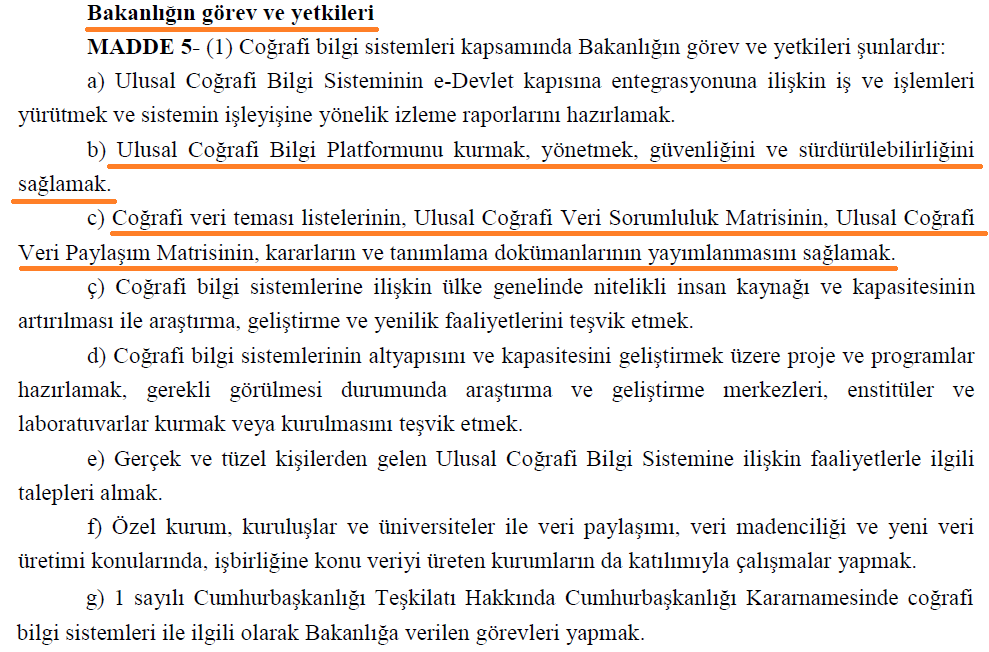 Bakanlığın görev ve yetkileri
MADDE 5- (1) Coğrafi bilgi sistemleri kapsamında Bakanlığın görev ve yetkileri şunlardır:
a) Ulusal Coğrafi Bilgi Sisteminin e-Devlet kapısına entegrasyonuna ilişkin iş ve işlemleri
yürütmek ve sistemin işleyişine yönelik izleme raporlarını hazırlamak.
b) Ulusal Coğrafi Bilgi Platformunu kurmak, yönetmek, güvenliğini ve sürdürülebilirliğini
sağlamak.
c) Coğrafi veri teması listelerinin, Ulusal Coğrafi Veri Sorumluluk Matrisinin, Ulusal Coğrafi
Veri Paylaşım Matrisinin, kararların ve tanımlama dokümanlarının yayımlanmasını sağlamak.
ç) Coğrafi bilgi sistemlerine ilişkin ülke genelinde nitelikli insan kaynağı ve kapasitesinin
artırılması ile araştırma, geliştirme ve yenilik faaliyetlerini teşvik etmek.
d) Coğrafi bilgi sistemlerinin altyapısını ve kapasitesini geliştirmek üzere proje ve programlar
hazırlamak, gerekli görülmesi durumunda araştırma ve geliştirme merkezleri, enstitüler ve
laboratuvarlar kurmak veya kurulmasını teşvik etmek.
e) Gerçek ve tüzel kişilerden gelen Ulusal Coğrafi Bilgi Sistemine ilişkin faaliyetlerle ilgili
talepleri almak.
f) Özel kurum, kuruluşlar ve üniversiteler ile veri paylaşımı, veri madenciliği ve yeni veri
üretimi konularında, işbirliğine konu veriyi üreten kurumların da katılımıyla çalışmalar yapmak.
g) 1 sayılı Cumhurbaşkanlığı Teşkilatı Hakkında Cumhurbaşkanlığı Kararnamesinde coğrafi
bilgi sistemleri ile ilgili olarak Bakanlığa verilen görevleri yapmak.